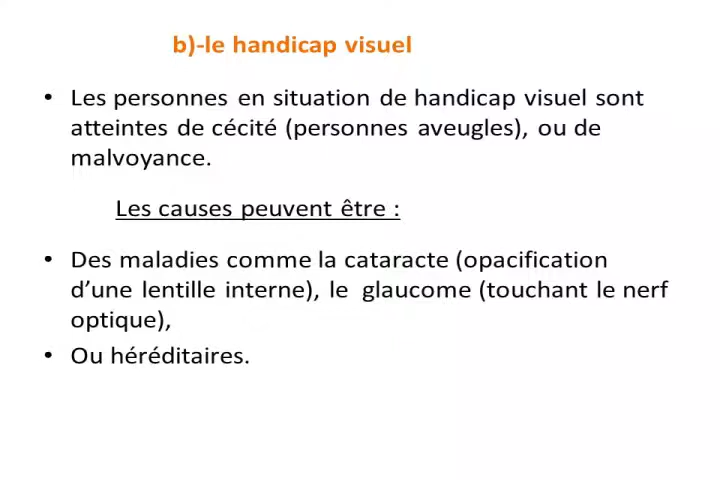 b)-le handicap visuel
• Les personnes en situation de handicap visuel sont
atteintes de cécité (personnes aveugles), ou de
malvoyance.
Les causes peuvent être :
• Des maladies comme la cataracte (opacification
d’une lentille interne), le glaucome (touchant le nerf
optique),
• Ou héréditaires.